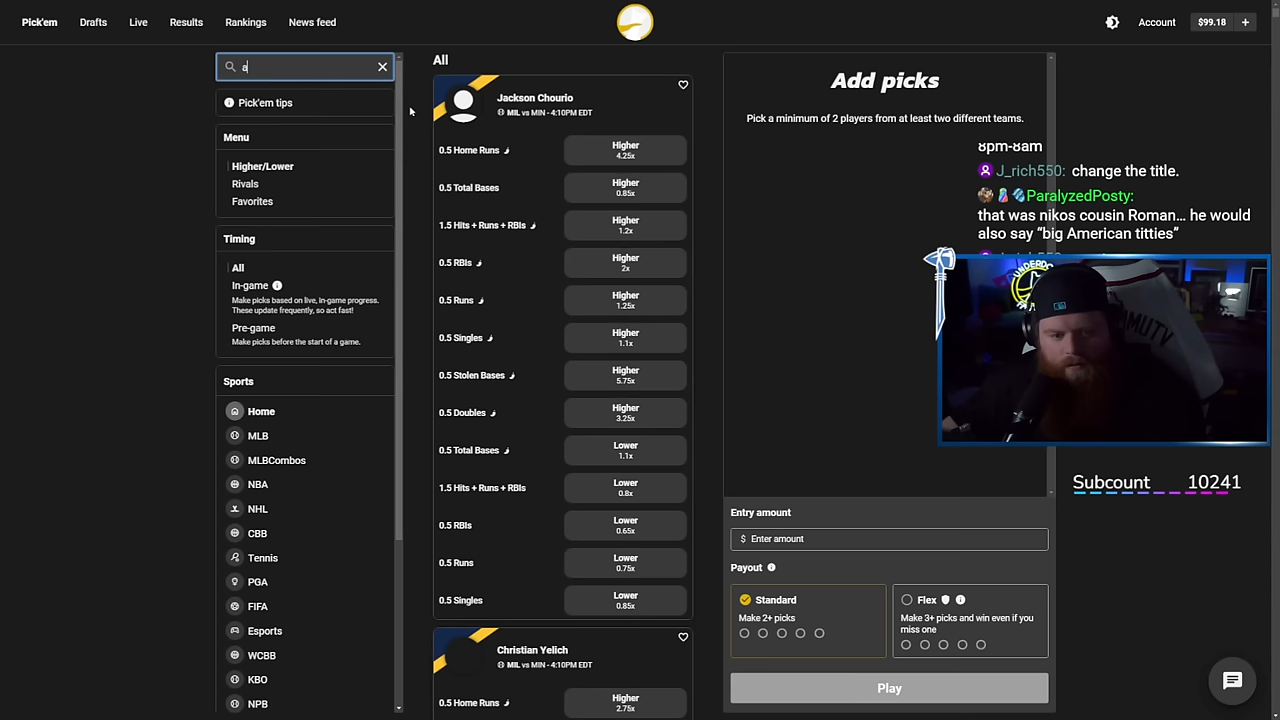 Pick'em
Drafts
Live
Results
Rankings
News feed
Account
$99.18 +
a
Pick'em tips
Menu
Higher/Lower
Rivals
Favorites
Timing
All
In-game
Make picks based on live, in-game progress.
These update frequently, so act fast!
Pre-game
Make picks before the start of a game.
Sports
Home
MLB
MLBCombos
NBA
NHL
CBB
Tennis
PGA
FIFA
Esports
WCBB
KBO
NPB
All
Jackson Chourio
MIL vs MIN - 4:10PM EDT
0.5 Home Runs
Higher
4.25x
0.5 Total Bases
Higher
0.85x
1.5 Hits + Runs + RBIs
Higher
1.2x
0.5 RBIs
Higher
2x
0.5 Runs
Higher
1.25x
0.5 Singles
Higher
1.1x
0.5 Stolen Bases
Higher
5.75x
0.5 Doubles
Higher
3.25x
0.5 Total Bases
Lower
1.1x
1.5 Hits + Runs + RBIs
Lower
0.8x
0.5 RBIs
Lower
0.65x
0.5 Runs
Lower
0.75x
0.5 Singles
Lower
0.85x
Christian Yelich
MIL vs MIN - 4:10PM EDT
0.5 Home Runs
Higher
2.75x
Add picks
Pick a minimum of 2 players from at least two different teams.
Entry amount
$ Enter amount
Payout
Standard
Make 2+ picks
Flex
Make 3+ picks and win even if you
miss one
Play
8pm-8am
J_rich550: change the title.
ParalyzedPosty:
that was nikos cousin Roman... he would
also say “big American titties”
Subcount 10241